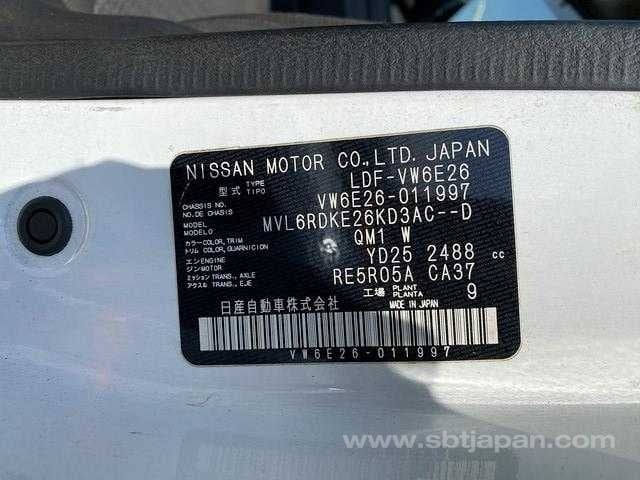 NISSAN MOTOR CO.,LTD. JAPAN
型式 TYPE TIPO LDF-VW6E26
CHASSIS NO. VW6E26-011997
MODEL MODELO MVL6RDKE26KD3AC--D
カラー COLOR,TRIM トリム COLOR,GUARNICION QM1 W
エンジン ENGINE MOTOR YD25 2488 cc
ミッション TRANS., AXLE アクスル TRANS., EJE RE5R05A CA37
工場 PLANT PLANTA 9
日産自動車株式会社 MADE IN JAPAN
VW6E26-011997
www.sbtjapan.com